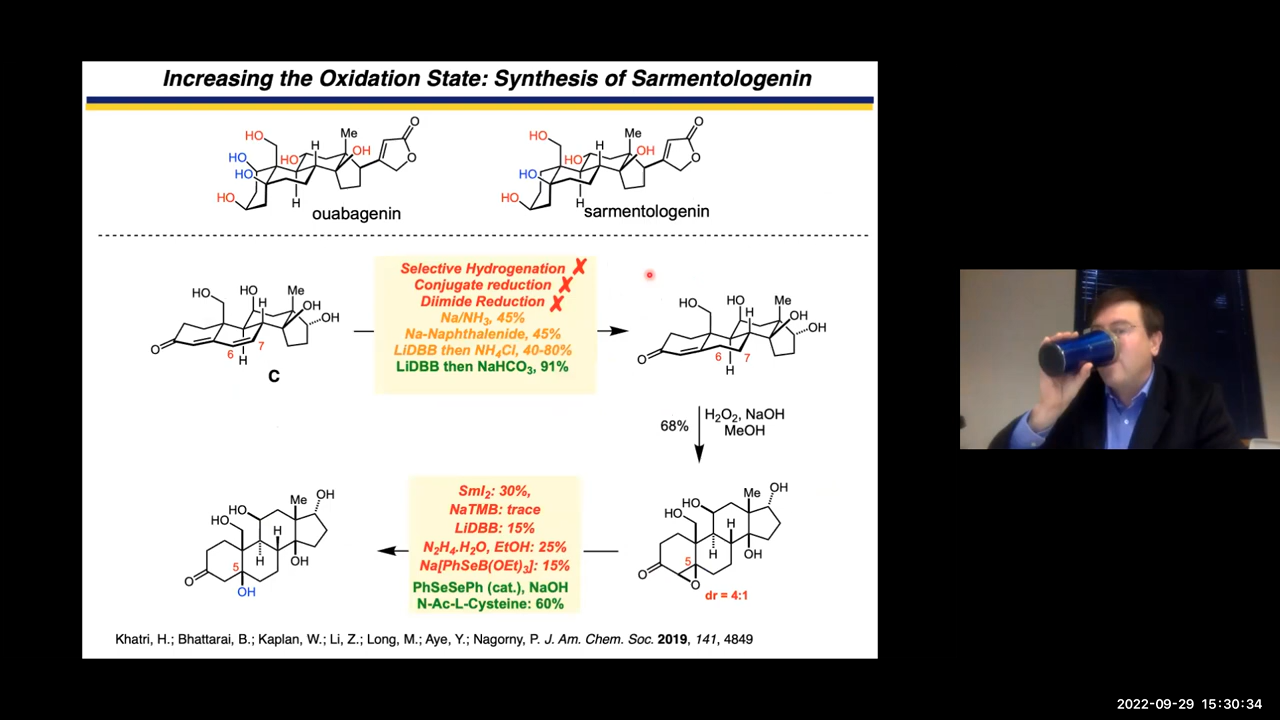 Increasing the Oxidation State: Synthesis of Sarmentologenin
HO
HO
HO
HO
HO
H
H
Me
OH
O
O
ouabagenin
HO
HO
HO
HO
H
H
Me
OH
O
O
sarmentologenin
HO
HO
H
Me
OH
OH
O
6
7
H
C
Selective Hydrogenation ✗
Conjugate reduction ✗
Diimide Reduction ✗
Na/NH3, 45%
Na-Naphthalenide, 45%
LiDBB then NH4Cl, 40-80%
LiDBB then NaHCO3, 91%
HO
HO
H
Me
OH
OH
O
6
7
H
68%
H2O2, NaOH
MeOH
HO
HO
Me
OH
H
H
OH
5
O
O
dr = 4:1
SmI2: 30%,
NaTMB: trace
LiDBB: 15%
N2H4.H2O, EtOH: 25%
Na[PhSeB(OEt)3]: 15%
PhSeSePh (cat.), NaOH
N-Ac-L-Cysteine: 60%
HO
HO
Me
OH
H
H
OH
5
O
OH
Khatri, H.; Bhattarai, B.; Kaplan, W.; Li, Z.; Long, M.; Aye, Y.; Nagorny, P. J. Am. Chem. Soc. 2019, 141, 4849
2022-09-29 15:30:34